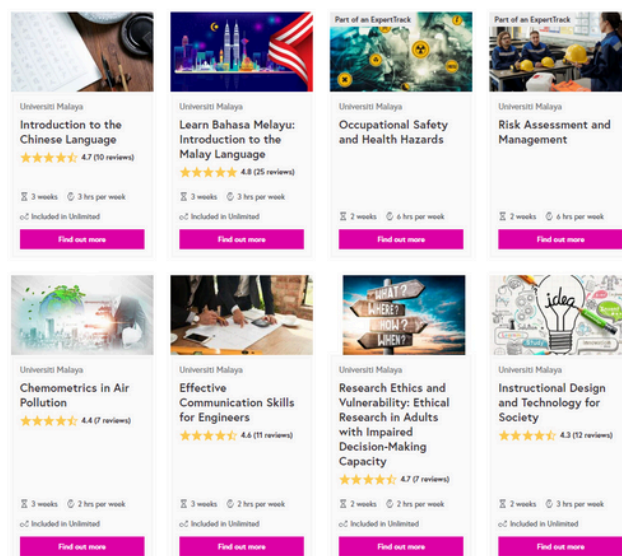 Universiti Malaya
Introduction to the
Chinese Language
4.7 (10 reviews)
3 weeks 3 hrs per week
Included in Unlimited
Find out more
Universiti Malaya
Learn Bahasa Melayu:
Introduction to the
Malay Language
4.8 (25 reviews)
3 weeks 3 hrs per week
Included in Unlimited
Find out more
Part of an ExpertTrack
Universiti Malaya
Occupational Safety
and Health Hazards
2 weeks 6 hrs per week
Find out more
Part of an ExpertTrack
Universiti Malaya
Risk Assessment and
Management
2 weeks 6 hrs per week
Find out more
Universiti Malaya
Chemometrics in Air
Pollution
4.4 (7 reviews)
3 weeks 2 hrs per week
Included in Unlimited
Find out more
Universiti Malaya
Effective
Communication Skills
for Engineers
4.6 (11 reviews)
3 weeks 2 hrs per week
Included in Unlimited
Find out more
WHAT?
WHERE?
HOW?
WHEN?
Universiti Malaya
Research Ethics and
Vulnerability: Ethical
Research in Adults
with Impaired
Decision-Making
Capacity
4.7 (7 reviews)
2 weeks 2 hrs per week
Included in Unlimited
Find out more
idea
Study
Universiti Malaya
Instructional Design
and Technology for
Society
4.3 (12 reviews)
2 weeks 3 hrs per week
Included in Unlimited
Find out more